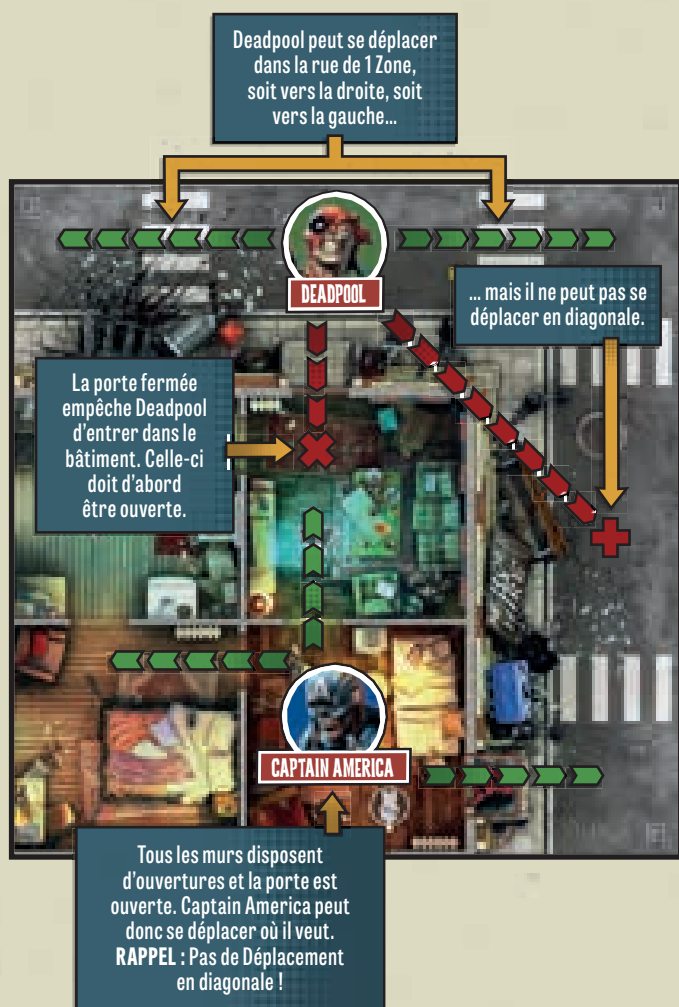 Deadpool peut se déplacer
dans la rue de 1 Zone,
soit vers la droite, soit
vers la gauche...
DEADPOOL
... mais il ne peut pas se
déplacer en diagonale.
La porte fermée
empêche Deadpool
d'entrer dans le
bâtiment. Celle-ci
doit d'abord
être ouverte.
CAPTAIN AMERICA
Tous les murs disposent
d'ouvertures et la porte est
ouverte. Captain America peut
donc se déplacer où il veut.
RAPPEL : Pas de Déplacement
en diagonale !